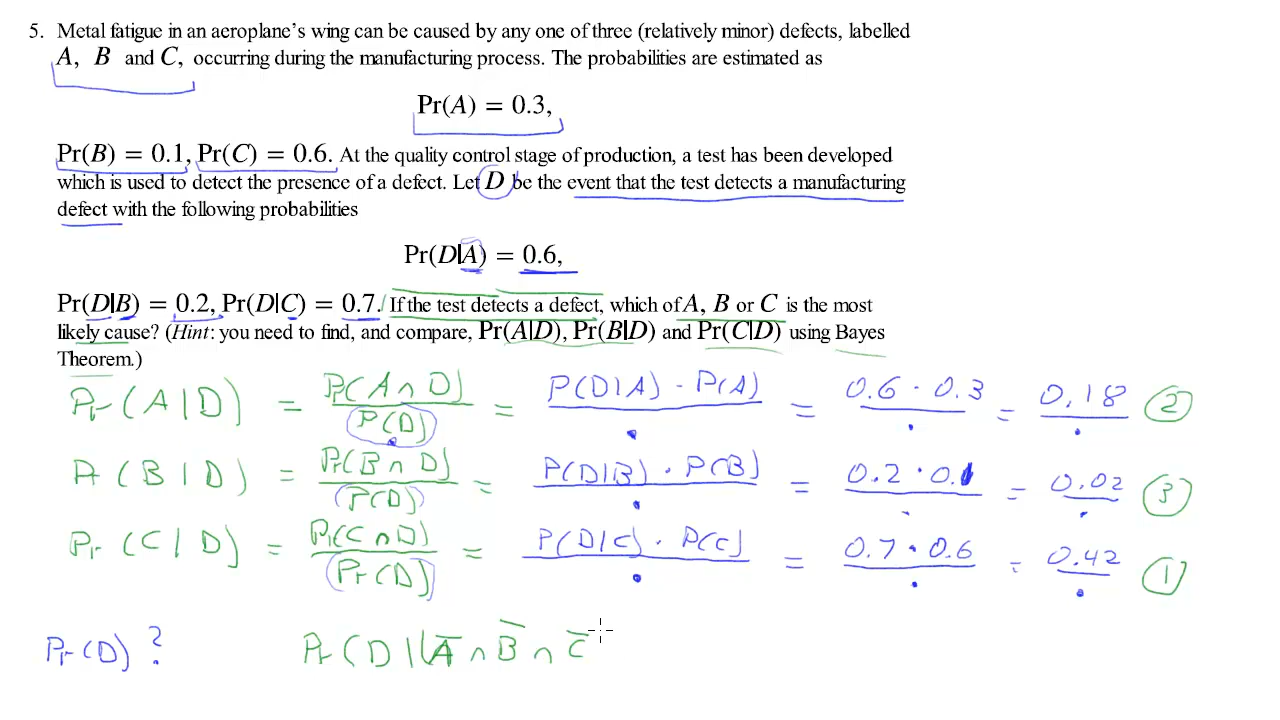 5. Metal fatigue in an aeroplane's wing can be caused by any one of three (relatively minor) defects, labelled
A, B and C, occurring during the manufacturing process. The probabilities are estimated as
Pr(A) = 0.3,
Pr(B) = 0.1, Pr(C) = 0.6. At the quality control stage of production, a test has been developed
which is used to detect the presence of a defect. Let D be the event that the test detects a manufacturing
defect with the following probabilities
Pr(D|A) = 0.6,
Pr(D|B) = 0.2, Pr(D|C) = 0.7. If the test detects a defect, which of A, B or C is the most
likely cause? (Hint: you need to find, and compare, Pr(A|D), Pr(B|D) and Pr(C|D) using Bayes
Theorem.)
Pr(A|D) = Pr(A∩D) / P(D) = P(D|A) · P(A) / . = 0.6 · 0.3 / . = 0.18 / . 2
Pr(B|D) = Pr(B∩D) / P(D) = P(D|B) · P(B) / . = 0.2 · 0.1 / . = 0.02 / . 3
Pr(C|D) = Pr(C∩D) / Pr(D) = P(D|C) · P(C) / . = 0.7 · 0.6 / . = 0.42 / . 1
Pr(D)? Pr(D|(A̅∩B̅∩C̅